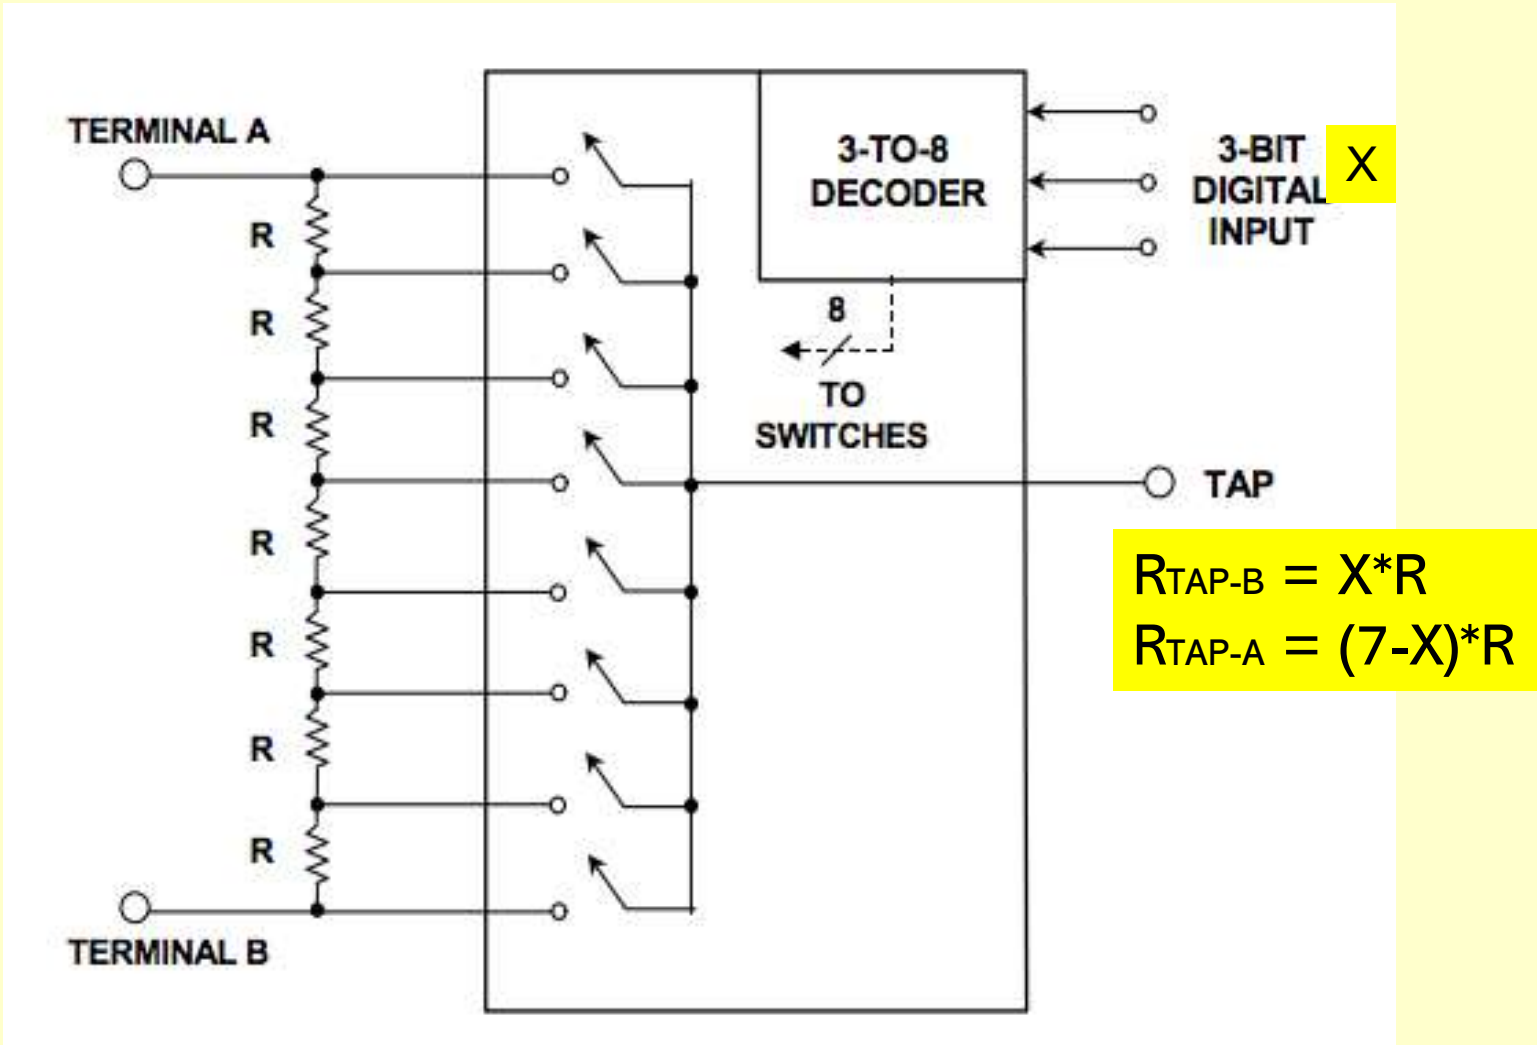 TERMINAL A
R
R
R
R
R
R
R
TERMINAL B
3-TO-8
DECODER
8
TO
SWITCHES
3-BIT
DIGITAL
INPUT
X
TAP
RTAP-B = X*R
RTAP-A = (7-X)*R